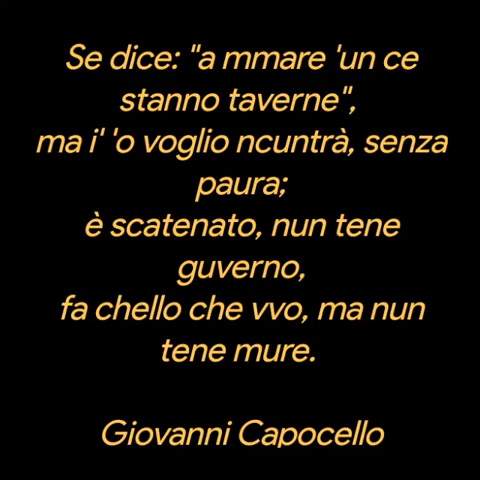 Se dice: "a mmare 'un ce
stanno taverne",
ma i' 'o voglio ncuntrà, senza
paura;
è scatenato, nun tene
guverno,
fa chello che vvo, ma nun
tene mure.
Giovanni Capocello